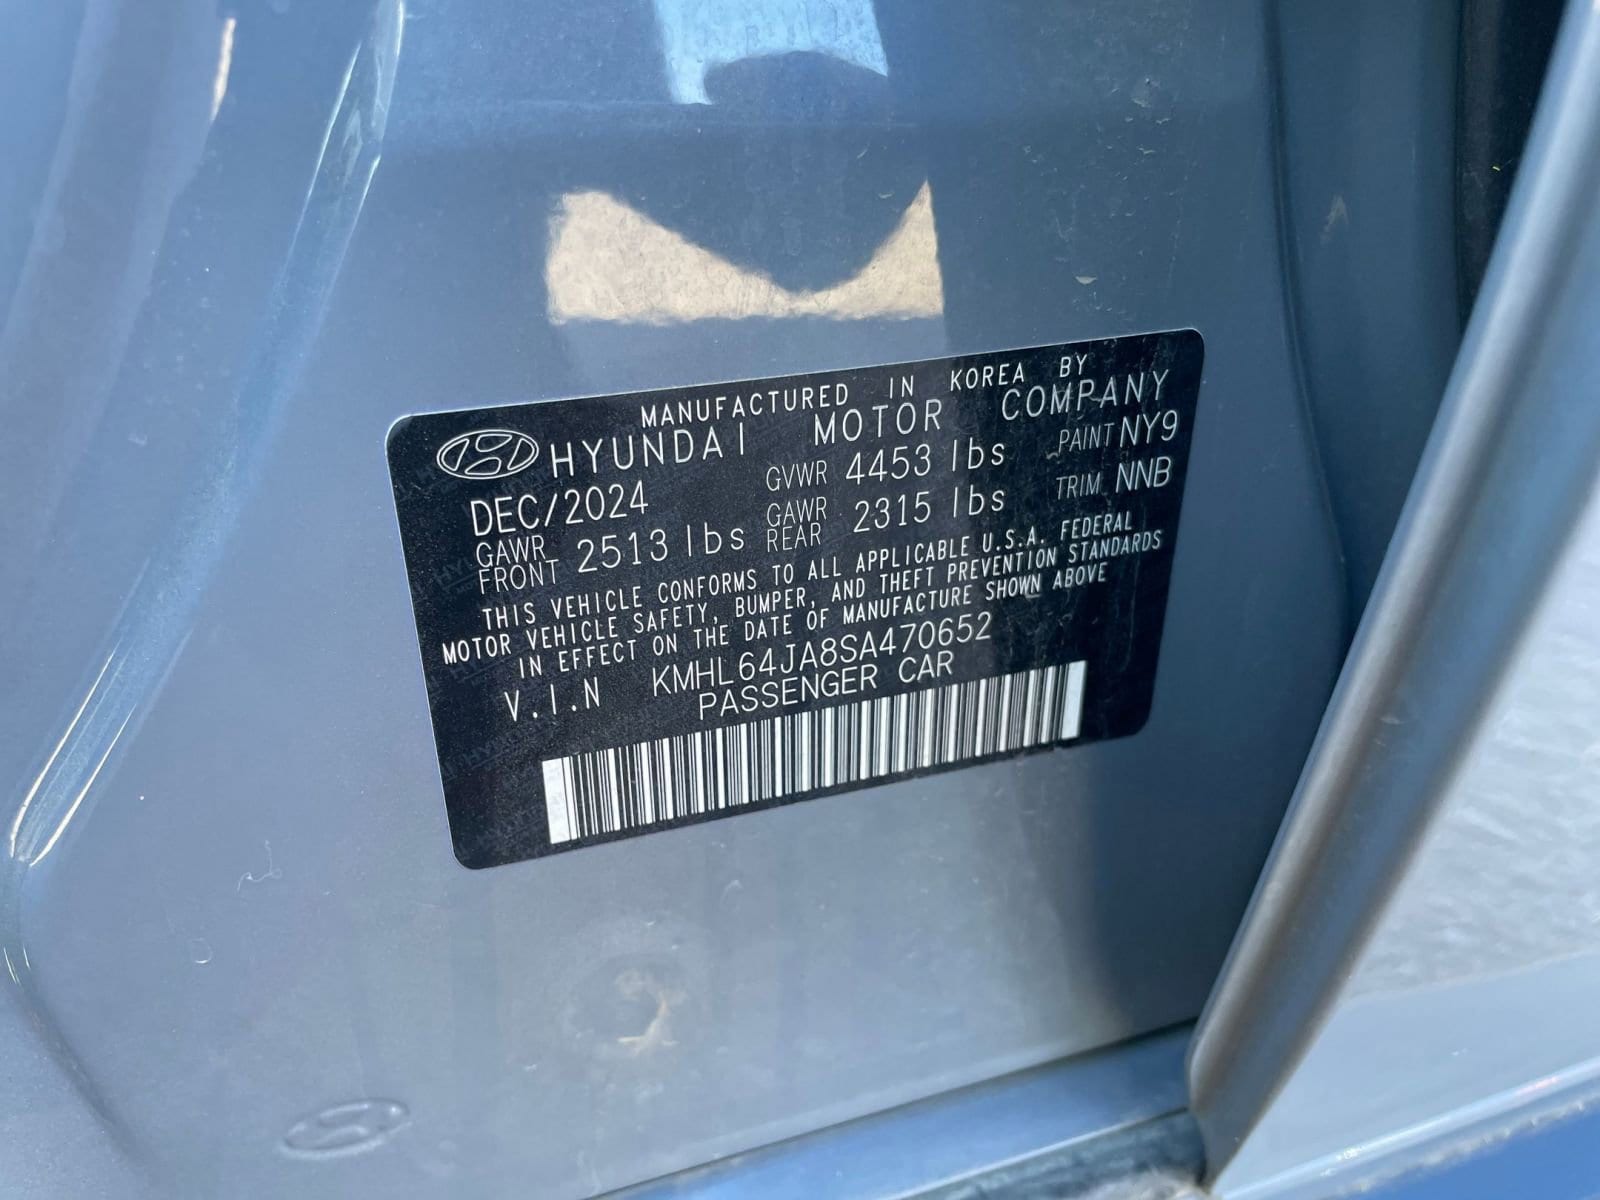 MANUFACTURED IN KOREA BY
HYUNDAI MOTOR COMPANY
DEC/2024 GVWR 4453 lbs PAINT NY9
GAWR FRONT 2513 lbs GAWR REAR 2315 lbs TRIM NNB
THIS VEHICLE CONFORMS TO ALL APPLICABLE U.S.A. FEDERAL
MOTOR VEHICLE SAFETY, BUMPER, AND THEFT PREVENTION STANDARDS
IN EFFECT ON THE DATE OF MANUFACTURE SHOWN ABOVE
V.I.N KMHL64JA8SA470652
PASSENGER CAR